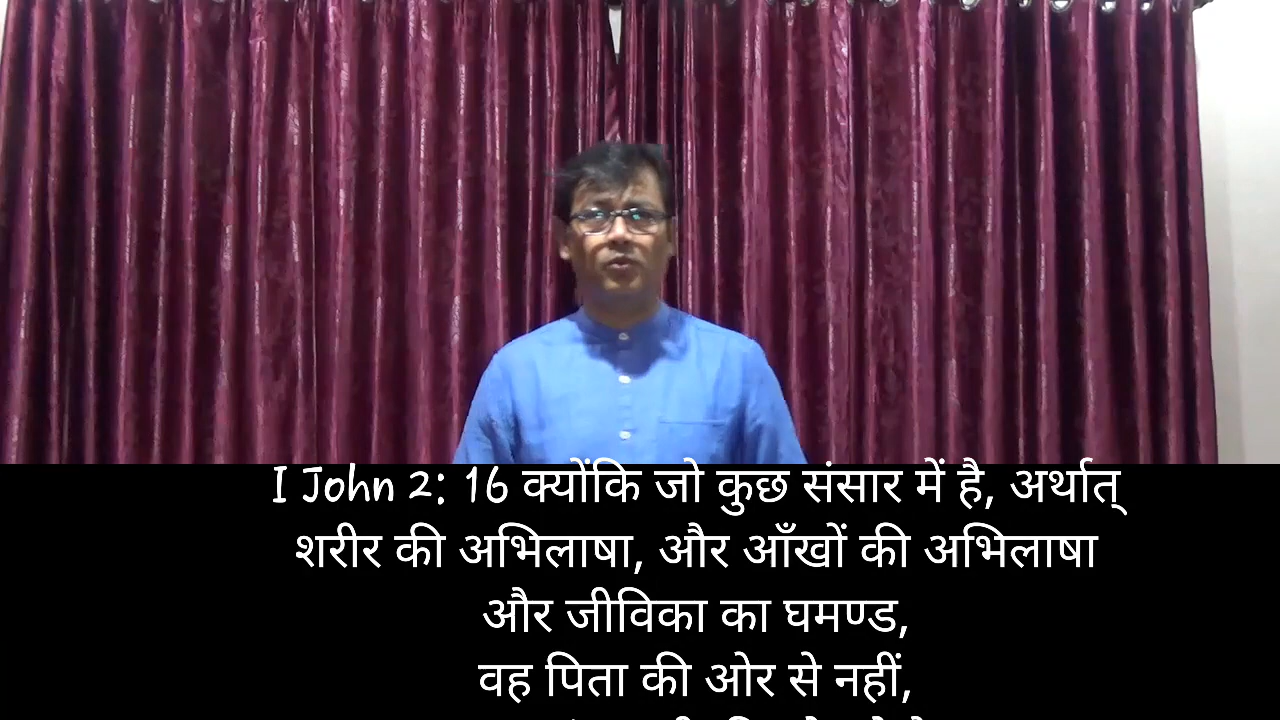 I John 2: 16 क्योंकि जो कुछ संसार में है, अर्थात्
शरीर की अभिलाषा, और आँखों की अभिलाषा
और जीविका का घमण्ड,
वह पिता की ओर से नहीं,